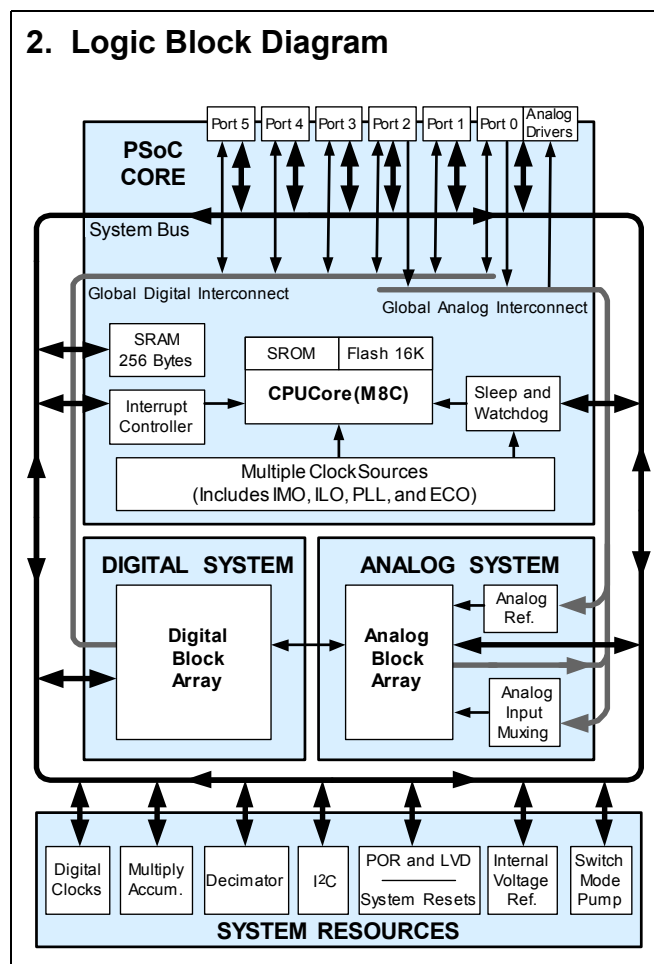 2. Logic Block Diagram
Port 5
Port 4
Port 3
Port 2
Port 1
Port 0
Analog
Drivers
PSoC
CORE
System Bus
Global Digital Interconnect
Global Analog Interconnect
SRAM
256 Bytes
SROM
Flash 16K
CPUCore(M8C)
Interrupt
Controller
Sleep and
Watchdog
Multiple ClockSources
(Includes IMO, ILO, PLL, and ECO)
DIGITAL SYSTEM
Digital
Block
Array
ANALOG SYSTEM
Analog
Block
Array
Analog
Ref.
Analog
Input
Muxing
Digital
Clocks
Multiply
Accum.
Decimator
I²C
POR and LVD
System Resets
Internal
Voltage
Ref.
Switch
Mode
Pump
SYSTEM RESOURCES